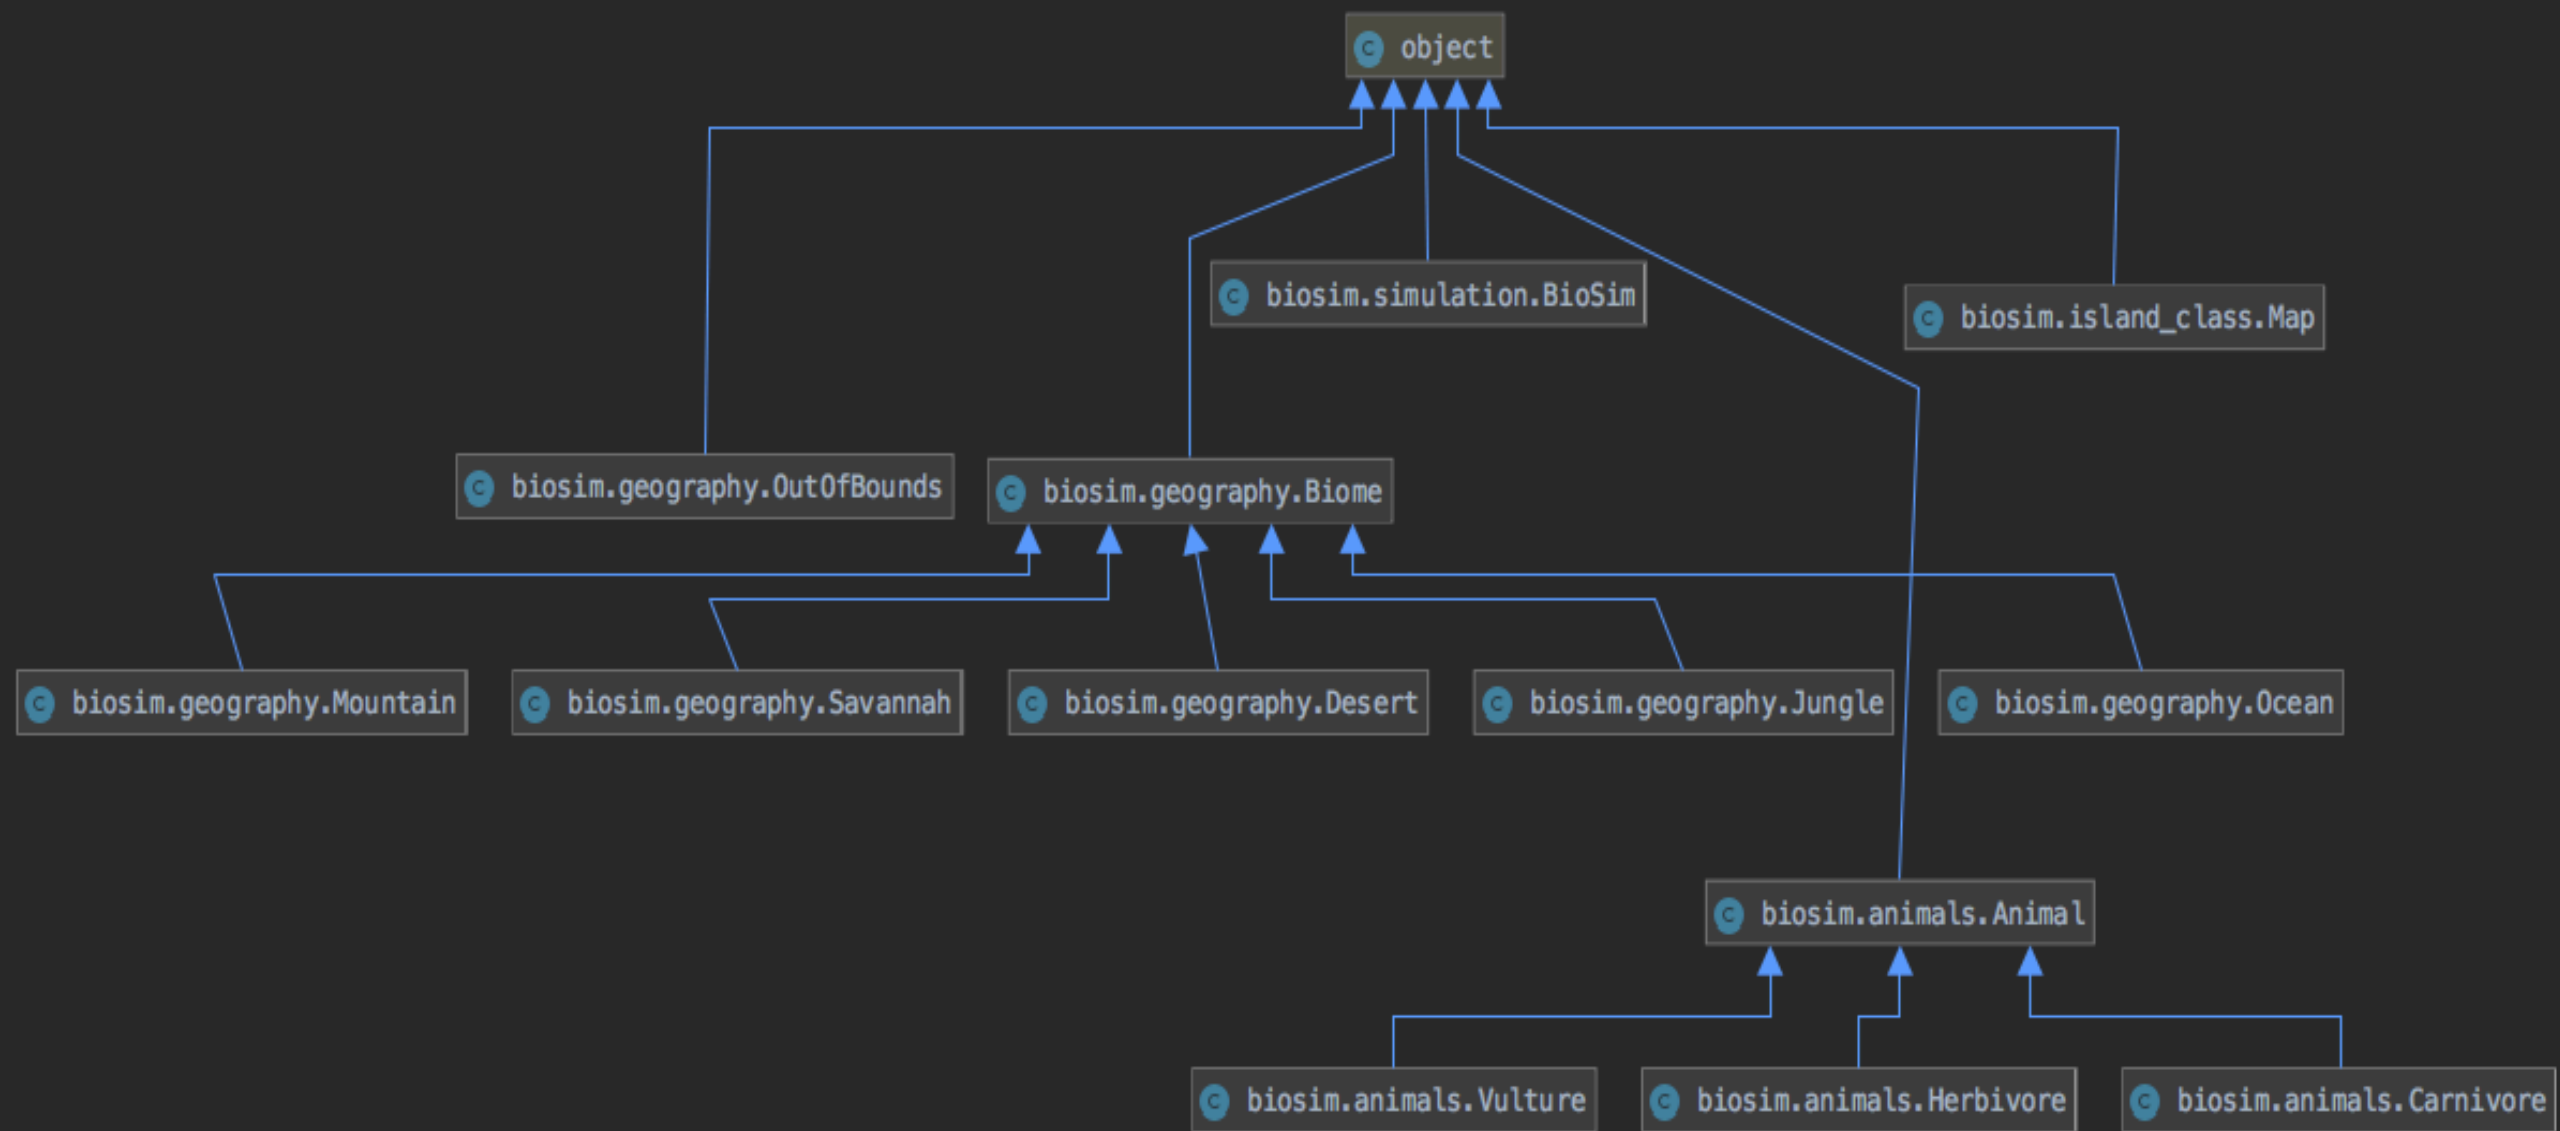 object
biosim.simulation.BioSim
biosim.island_class.Map
biosim.geography.OutOfBounds
biosim.geography.Biome
biosim.geography.Mountain
biosim.geography.Savannah
biosim.geography.Desert
biosim.geography.Jungle
biosim.geography.Ocean
biosim.animals.Animal
biosim.animals.Vulture
biosim.animals.Herbivore
biosim.animals.Carnivore